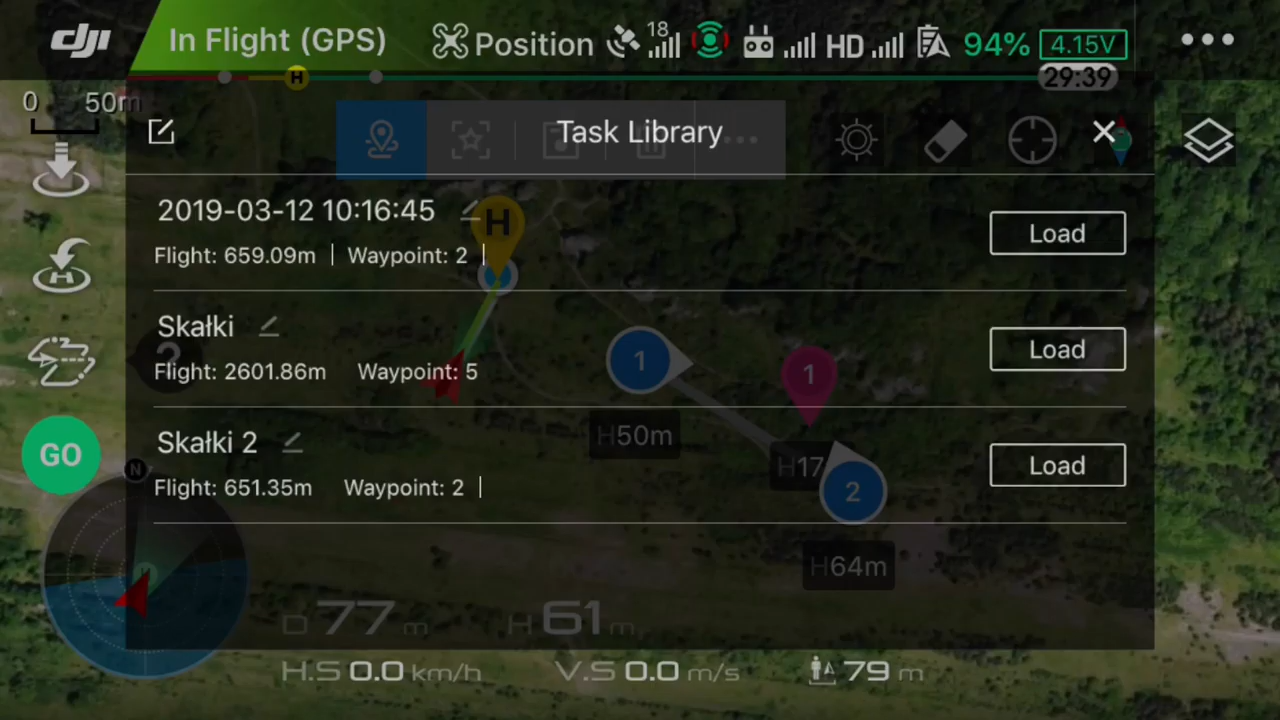 dji In Flight (GPS) Position 18 HD 94% 4.15V
H 29:39
0 50m
Task Library
2019-03-12 10:16:45
Flight: 659.09m | Waypoint: 2 |
Load
H
Skałki
Flight: 2601.86m Waypoint: 5
Load
?
1
1
H50m
Skałki 2
Flight: 651.35m Waypoint: 2 |
Load
GO
N
H17
2
H64m
H
D 77 m H 61 m
H.S 0.0 km/h V.S 0.0 m/s 79 m